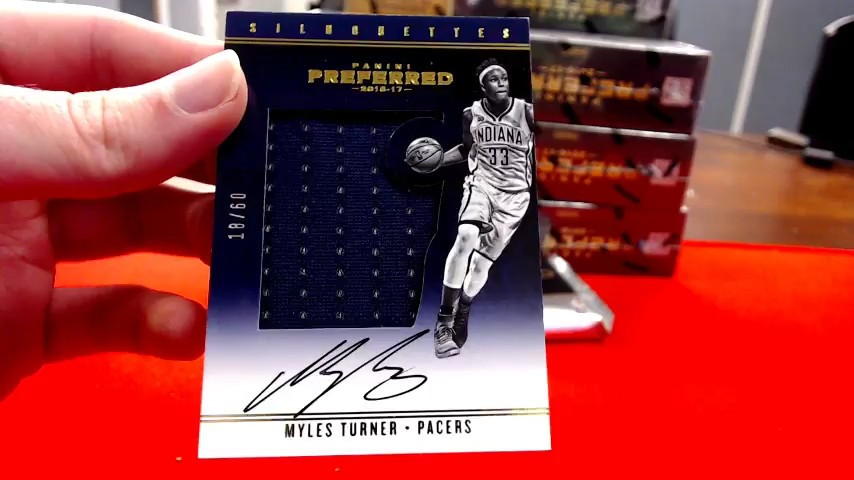 SILHOUETTES
PANINI
PREFERRED
2016-17
INDIANA
33
18/60
MYLES TURNER • PACERS